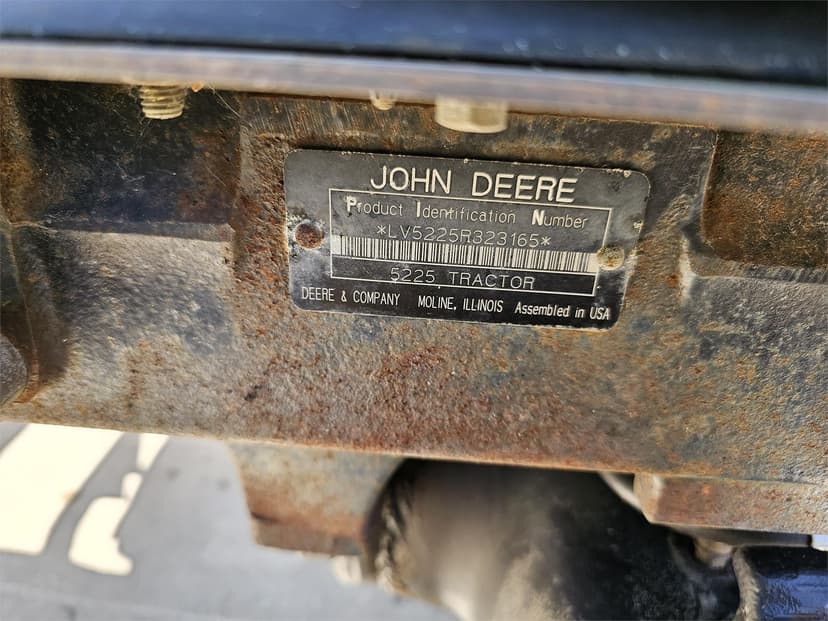 JOHN DEERE
Product Identification Number
*LV5225R323165*
5225 TRACTOR
DEERE & COMPANY MOLINE, ILLINOIS Assembled in USA